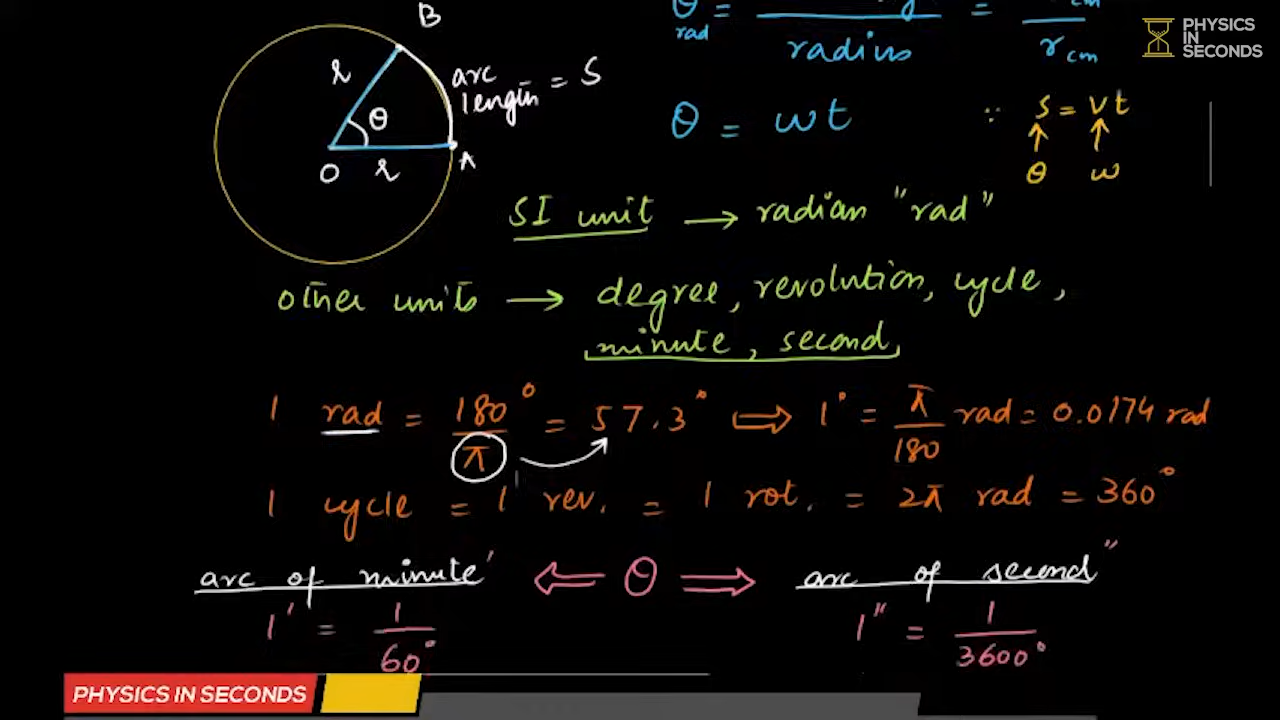 B
θ rad = radius = r cm
PHYSICS IN SECONDS
r
arc length = S
θ
O r A
θ = ωt
∵ s = vt
θ ω
SI unit → radian "rad"
other units → degree, revolution, cycle,
minute, second,
1 rad = 180°/π = 57.3° ⇒ 1° = π/180 rad = 0.0174 rad
1 cycle = 1 rev. = 1 rot. = 2π rad = 360°
arc of minute' ⇐ θ ⇒ arc of second"
1' = 1/60° 1" = 1/3600°
PHYSICS IN SECONDS